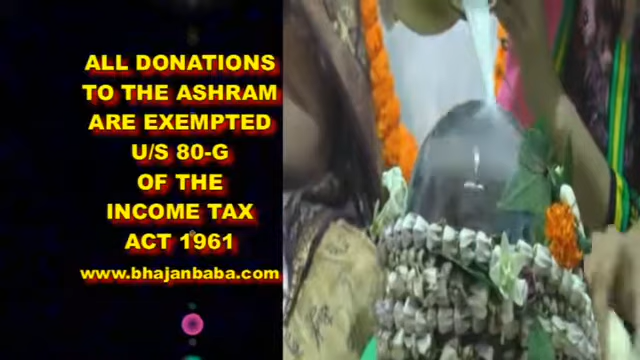 ALL DONATIONS
TO THE ASHRAM
ARE EXEMPTED
U/S 80-G
OF THE
INCOME TAX
ACT 1961
www.bhajanbaba.com